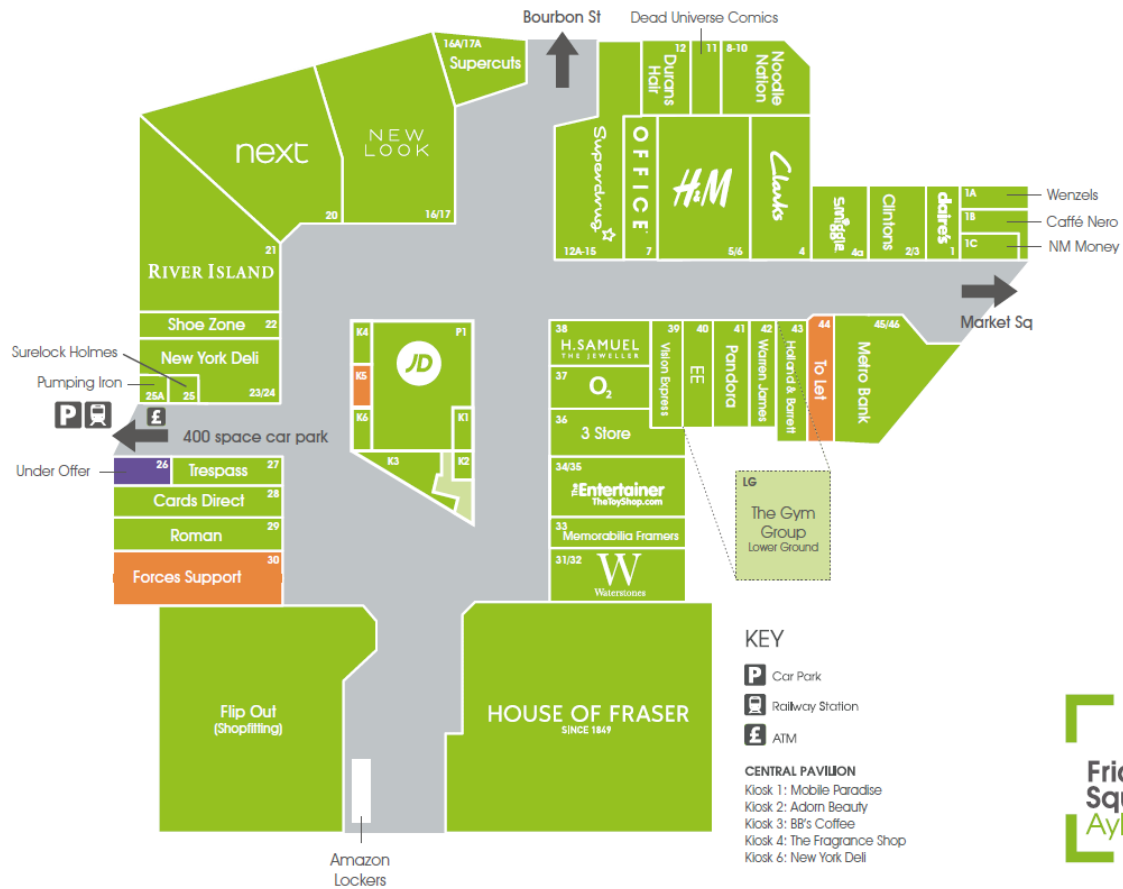 Bourbon St
Dead Universe Comics
16A/17A
Supercuts
12
Durans
Hair
11
8-10
Noodle
Nation
next
20
NEW
LOOK
16/17
Superdrug
12A-15
OFFICE
7
H&M
5/6
Clarks
4
smiggle
4a
Clintons
2/3
claire's
1
1A
Wenzels
1B
Caffé Nero
1C
NM Money
Market Sq
21
RIVER ISLAND
Shoe Zone
22
New York Deli
23/24
Surelock Holmes
25
Pumping Iron
25A
P
£
400 space car park
K4
K5
K6
P1
JD
K1
K2
K3
38
H.SAMUEL
THE JEWELLER
37
O2
36
3 Store
34/35
The Entertainer
TheToyShop.com
33
Memorabilia Framers
31/32
W
Waterstones
39
Vision Express
40
EE
41
Pandora
42
Warren James
43
Holland & Barrett
44
To Let
45/46
Metro Bank
LG
The Gym
Group
Lower Ground
Under Offer
26
Trespass
27
Cards Direct
28
Roman
29
Forces Support
30
Flip Out
(Shopfitting)
HOUSE OF FRASER
SINCE 1849
Amazon
Lockers
KEY
P Car Park
Railway Station
£ ATM
CENTRAL PAVILION
Kiosk 1: Mobile Paradise
Kiosk 2: Adorn Beauty
Kiosk 3: BB's Coffee
Kiosk 4: The Fragrance Shop
Kiosk 6: New York Deli